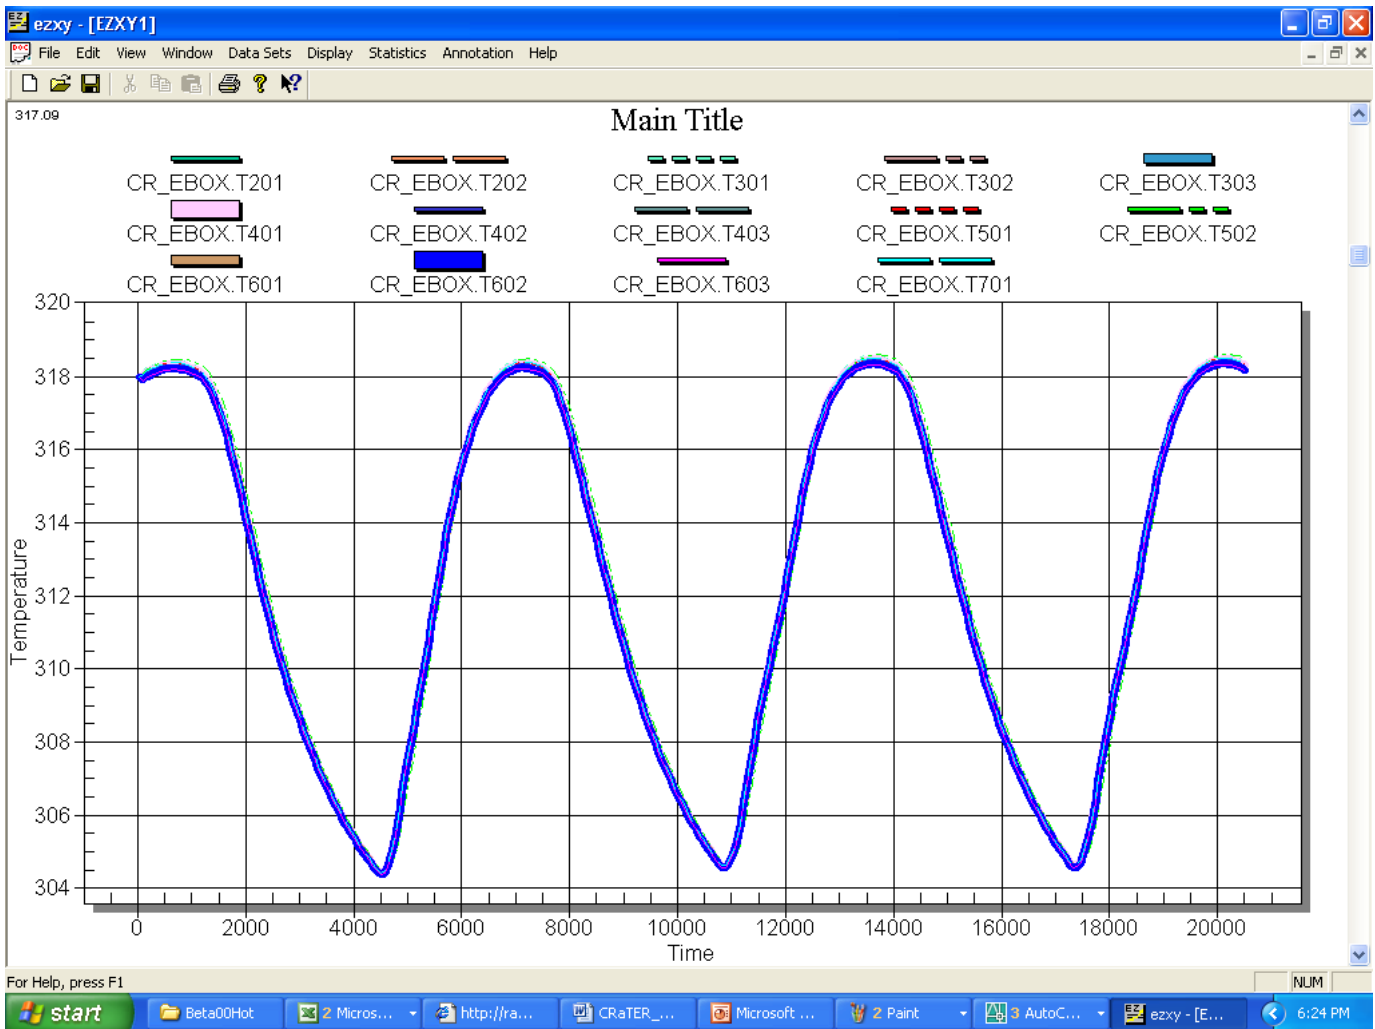 ezxy - [EZXY1]
File Edit View Window Data Sets Display Statistics Annotation Help
317.09
Main Title
CR_EBOX.T201 CR_EBOX.T202 CR_EBOX.T301 CR_EBOX.T302 CR_EBOX.T303
CR_EBOX.T401 CR_EBOX.T402 CR_EBOX.T403 CR_EBOX.T501 CR_EBOX.T502
CR_EBOX.T601 CR_EBOX.T602 CR_EBOX.T603 CR_EBOX.T701
320
318
316
314
312
310
308
306
304
Temperature
0 2000 4000 6000 8000 10000 12000 14000 16000 18000 20000
Time
For Help, press F1 NUM
start Beta00Hot 2 Micros... http://ra... CRaTER_... Microsoft ... 2 Paint 3 AutoC... ezxy - [E... 6:24 PM